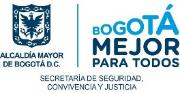 BOGOTÁ
MEJOR
PARA TODOS
ALCALDÍA MAYOR
DE BOGOTÁ D.C.
SECRETARÍA DE SEGURIDAD,
CONVIVENCIA Y JUSTICIA